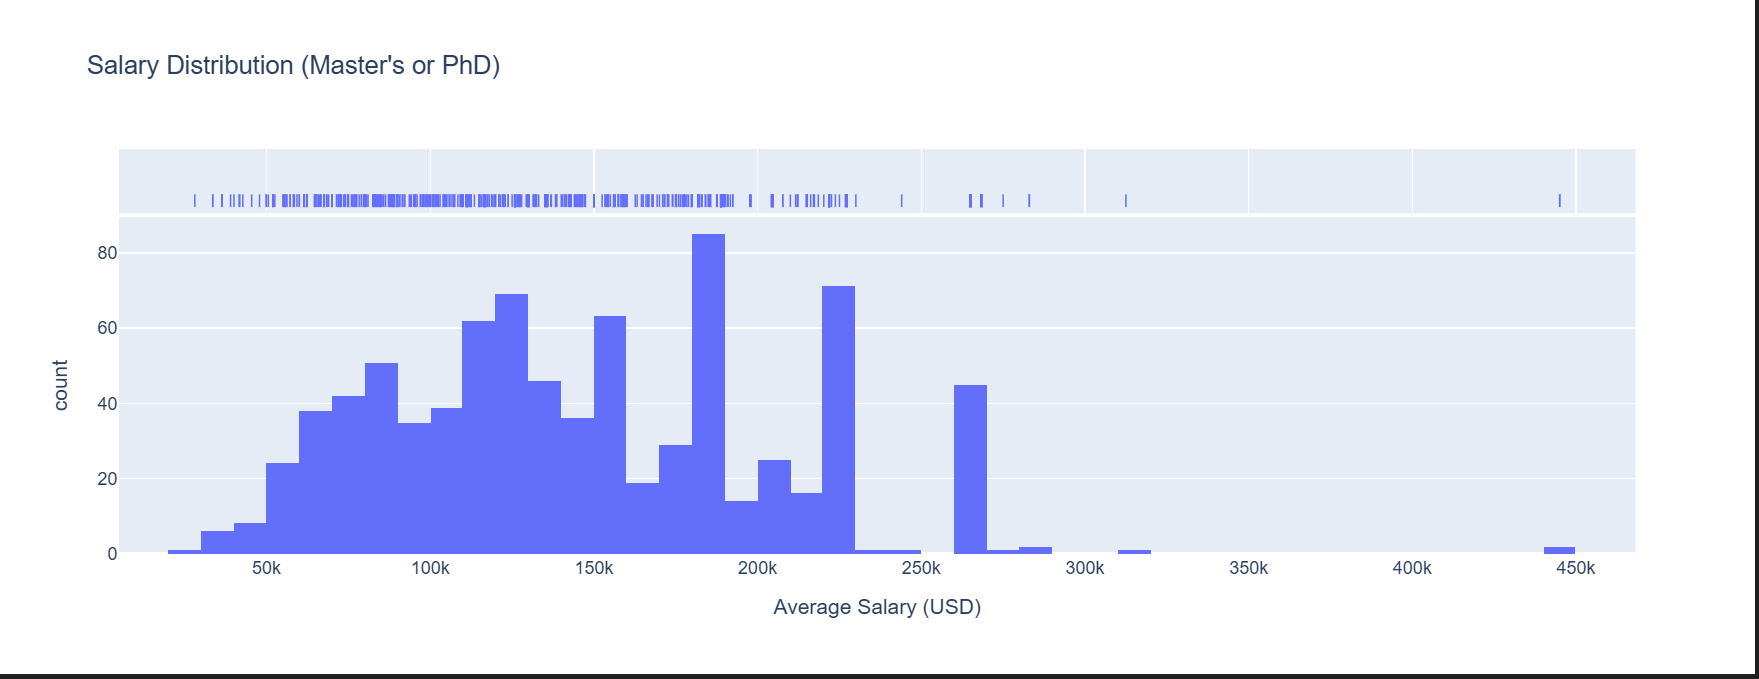 Salary Distribution (Master's or PhD)
80
60
40
20
0
count
50k 100k 150k 200k 250k 300k 350k 400k 450k
Average Salary (USD)